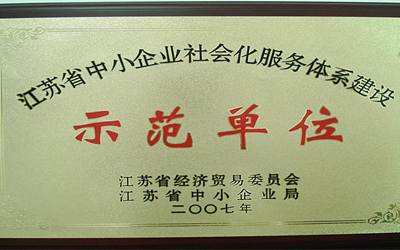 江苏省中小企业社会化服务体系建设
示范单位
江苏省经济贸易委员会
江苏省中小企业局
二〇〇七年